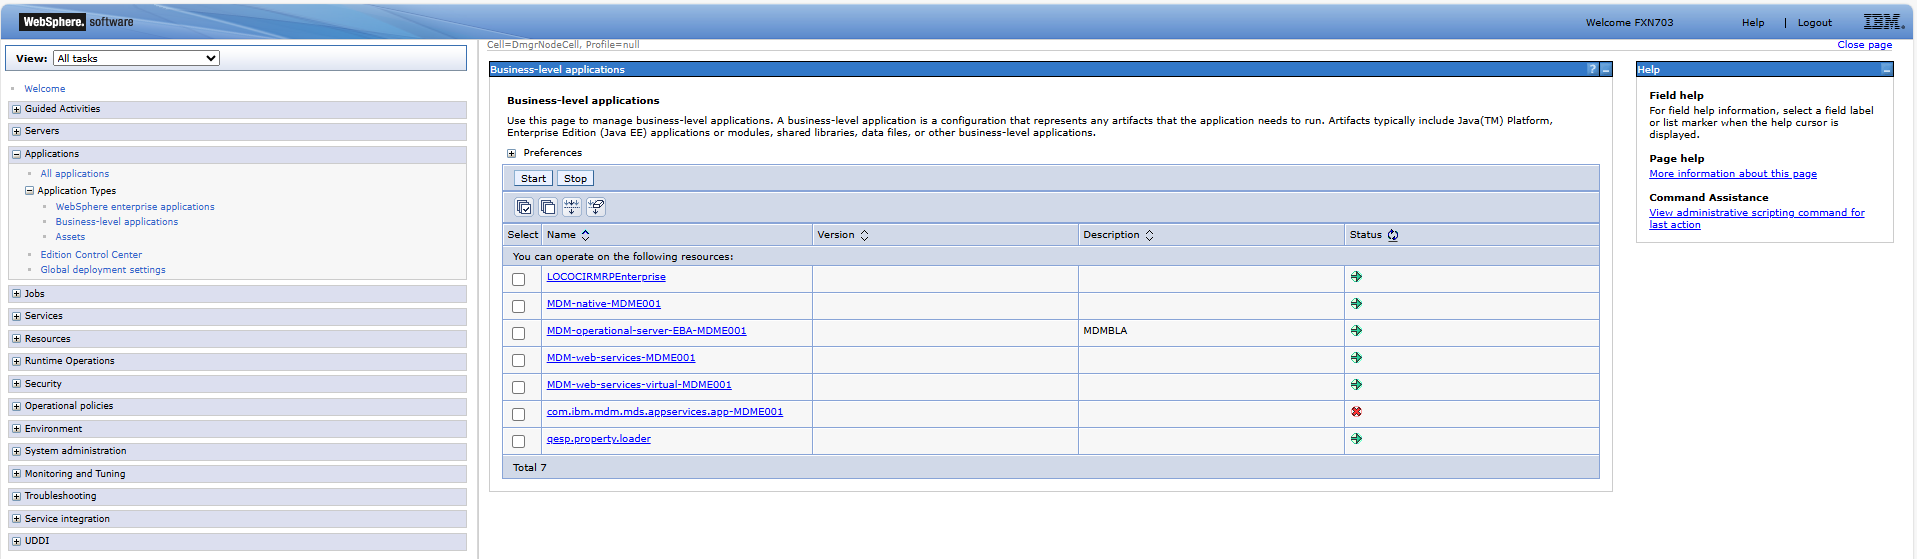 WebSphere. software
Welcome FXN703
Help | Logout
IBM.
View: All tasks
Welcome
Guided Activities
Servers
Applications
All applications
Application Types
WebSphere enterprise applications
Business-level applications
Assets
Edition Control Center
Global deployment settings
Jobs
Services
Resources
Runtime Operations
Security
Operational policies
Environment
System administration
Monitoring and Tuning
Troubleshooting
Service integration
UDDI
Cell=DmgrNodeCell, Profile=null
Close page
Business-level applications
?
Business-level applications
Use this page to manage business-level applications. A business-level application is a configuration that represents any artifacts that the application needs to run. Artifacts typically include Java(TM) Platform,
Enterprise Edition (Java EE) applications or modules, shared libraries, data files, or other business-level applications.
Preferences
Start Stop
Select Name Version Description Status
You can operate on the following resources:
LOCOCIRMRPEnterprise
MDM-native-MDME001
MDM-operational-server-EBA-MDME001 MDMBLA
MDM-web-services-MDME001
MDM-web-services-virtual-MDME001
com.ibm.mdm.mds.appservices.app-MDME001
qesp.property.loader
Total 7
Help
Field help
For field help information, select a field label
or list marker when the help cursor is
displayed.
Page help
More information about this page
Command Assistance
View administrative scripting command for
last action